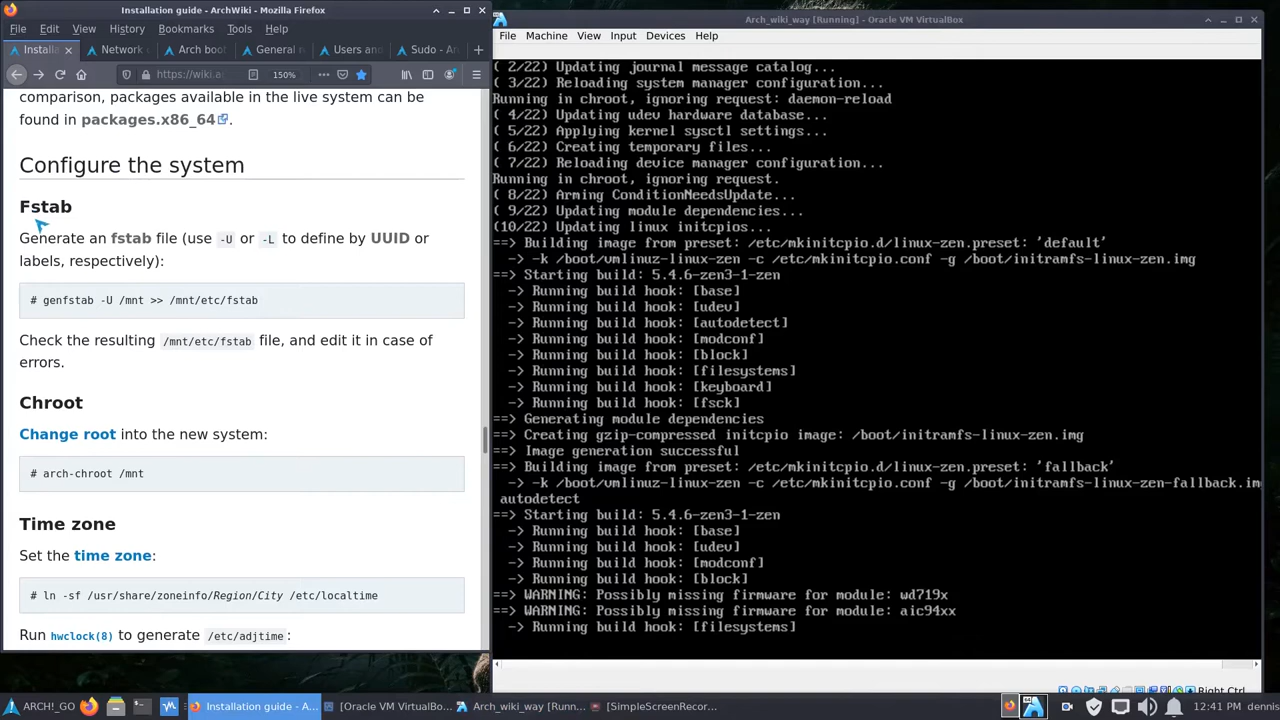 Installation guide - ArchWiki - Mozilla Firefox
File Edit View History Bookmarks Tools Help
Installa
Network
Arch boo
General r
Users and
Sudo - Ar
https://wiki.a
150%
comparison, packages available in the live system can be
found in packages.x86_64.
Configure the system
Fstab
Generate an fstab file (use -U or -L to define by UUID or
labels, respectively):
# genfstab -U /mnt >> /mnt/etc/fstab
Check the resulting /mnt/etc/fstab file, and edit it in case of
errors.
Chroot
Change root into the new system:
# arch-chroot /mnt
Time zone
Set the time zone:
# ln -sf /usr/share/zoneinfo/Region/City /etc/localtime
Run hwclock(8) to generate /etc/adjtime:
Arch_wiki_way [Running] - Oracle VM VirtualBox
File Machine View Input Devices Help
( 2/22) Updating journal message catalog...
( 3/22) Reloading system manager configuration...
Running in chroot, ignoring request: daemon-reload
( 4/22) Updating udev hardware database...
( 5/22) Applying kernel sysctl settings...
( 6/22) Creating temporary files...
( 7/22) Reloading device manager configuration...
Running in chroot, ignoring request.
( 8/22) Arming ConditionNeedsUpdate...
( 9/22) Updating module dependencies...
(10/22) Updating linux initcpios...
==> Building image from preset: /etc/mkinitcpio.d/linux-zen.preset: 'default'
-> -k /boot/vmlinuz-linux-zen -c /etc/mkinitcpio.conf -g /boot/initramfs-linux-zen.img
==> Starting build: 5.4.6-zen3-1-zen
-> Running build hook: [base]
-> Running build hook: [udev]
-> Running build hook: [autodetect]
-> Running build hook: [modconf]
-> Running build hook: [block]
-> Running build hook: [filesystems]
-> Running build hook: [keyboard]
-> Running build hook: [fsck]
==> Generating module dependencies
==> Creating gzip-compressed initcpio image: /boot/initramfs-linux-zen.img
==> Image generation successful
==> Building image from preset: /etc/mkinitcpio.d/linux-zen.preset: 'fallback'
-> -k /boot/vmlinuz-linux-zen -c /etc/mkinitcpio.conf -g /boot/initramfs-linux-zen-fallback.im
autodetect
==> Starting build: 5.4.6-zen3-1-zen
-> Running build hook: [base]
-> Running build hook: [udev]
-> Running build hook: [modconf]
-> Running build hook: [block]
==> WARNING: Possibly missing firmware for module: wd719x
==> WARNING: Possibly missing firmware for module: aic94xx
-> Running build hook: [filesystems]
Right Ctrl
ARCH!_GO
Installation guide - A...
[Oracle VM VirtualBo...
Arch_wiki_way [Runn...
[SimpleScreenRecor...
12:41 PM
dennis